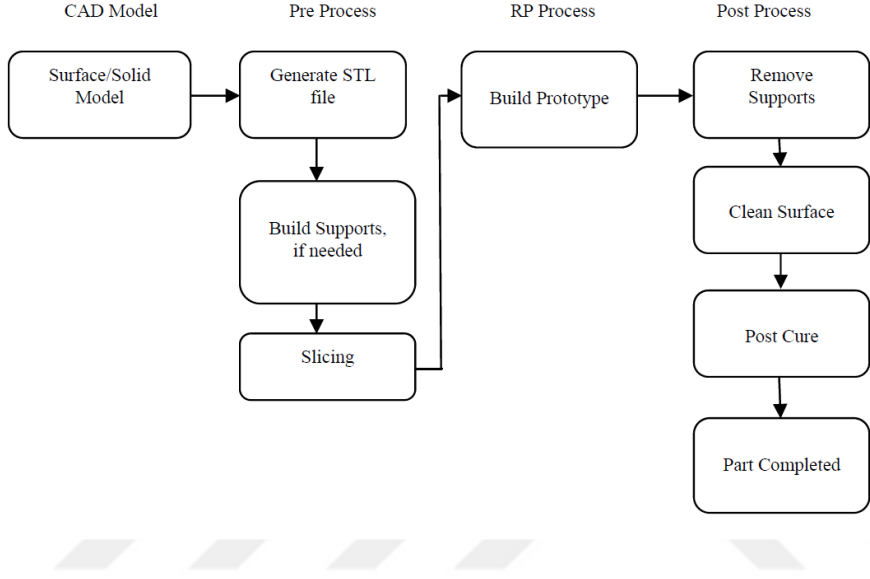 CAD Model
Pre Process
RP Process
Post Process
Surface/Solid
Model
Generate STL
file
Build Supports,
if needed
Slicing
Build Prototype
Remove
Supports
Clean Surface
Post Cure
Part Completed